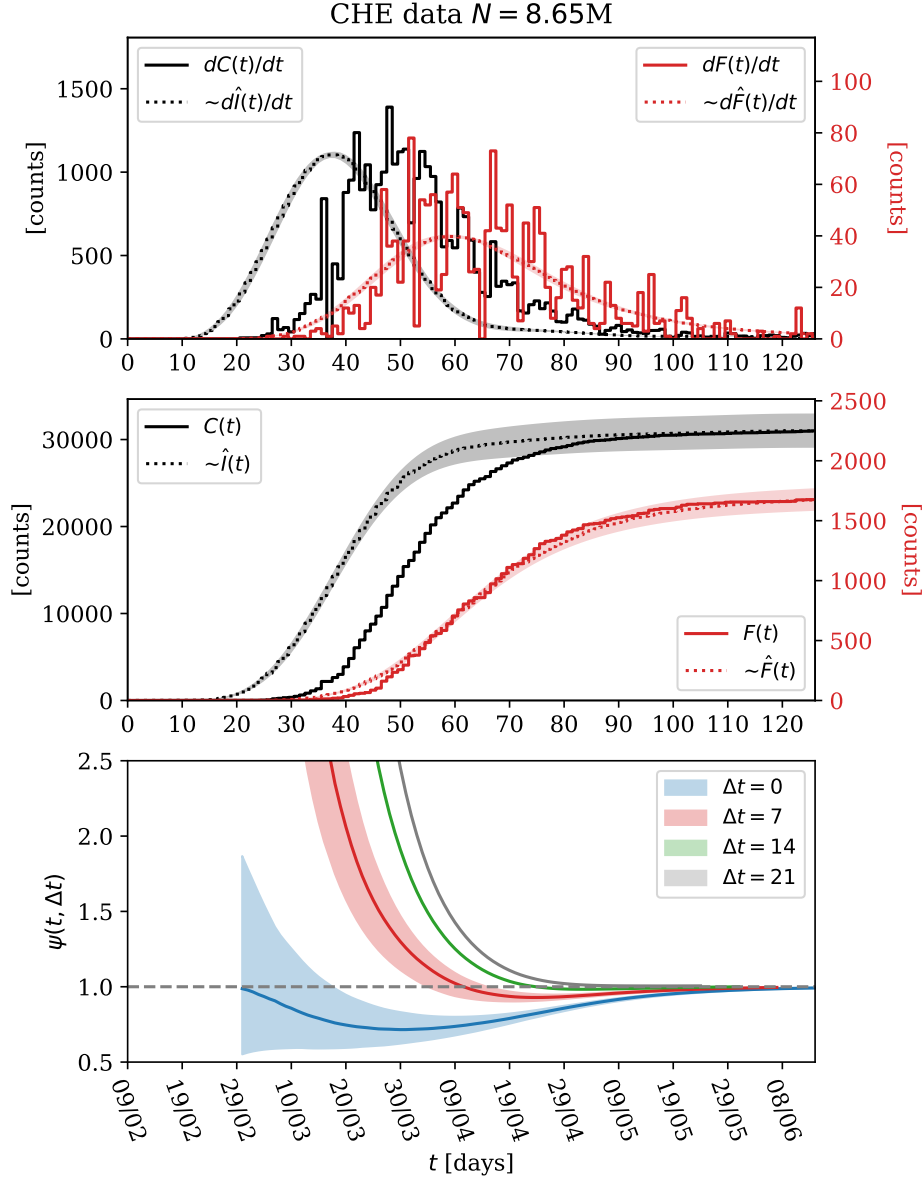 CHE data N = 8.65M
dC(t)/dt
~dÎ(t)/dt
dF(t)/dt
~dF̂(t)/dt
1500
1000
500
0
[counts]
100
80
60
40
20
0
[counts]
0 10 20 30 40 50 60 70 80 90 100 110 120
C(t)
~Î(t)
30000
20000
10000
0
[counts]
2500
2000
1500
1000
500
0
[counts]
F(t)
~F̂(t)
0 10 20 30 40 50 60 70 80 90 100 110 120
2.5
2.0
1.5
1.0
0.5
ψ(t, Δt)
Δt = 0
Δt = 7
Δt = 14
Δt = 21
09/02 19/02 29/02 10/03 20/03 30/03 09/04 19/04 29/04 09/05 19/05 29/05 08/06
t [days]